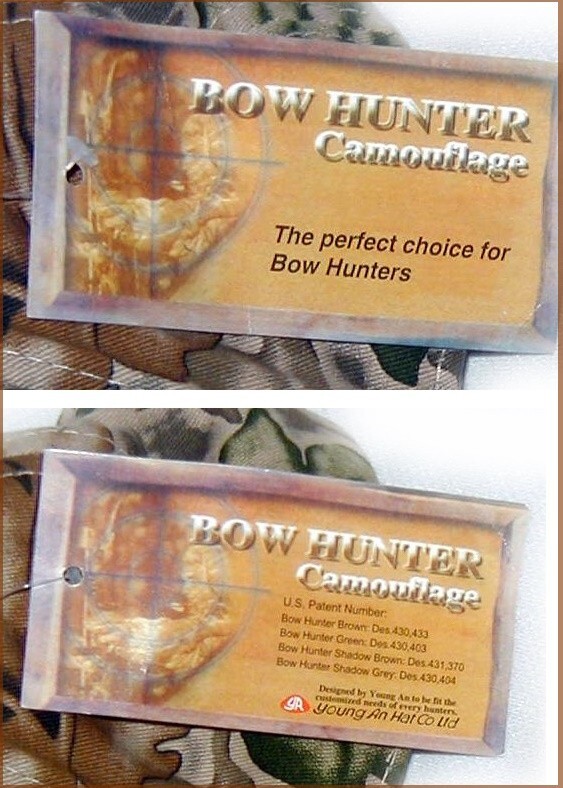 BOW HUNTER
Camouflage
The perfect choice for
Bow Hunters
BOW HUNTER
Camouflage
U.S. Patent Number:
Bow Hunter Brown: Des.430,433
Bow Hunter Green: Des.430,403
Bow Hunter Shadow Brown: Des.431,370
Bow Hunter Shadow Grey: Des.430,404
Designed by Young An to be fit the
customized needs of every hunters.
YA Young An Hat Co Ltd